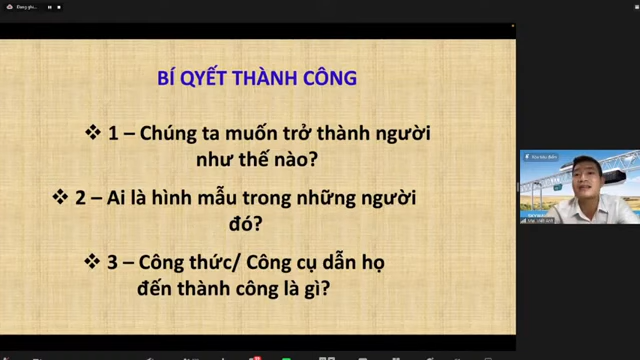 BÍ QYẾT THÀNH CÔNG
❖ 1 – Chúng ta muốn trở thành người
như thế nào?
❖ 2 – Ai là hình mẫu trong những người
đó?
❖ 3 – Công thức/ Công cụ dẫn họ
đến thành công là gì?